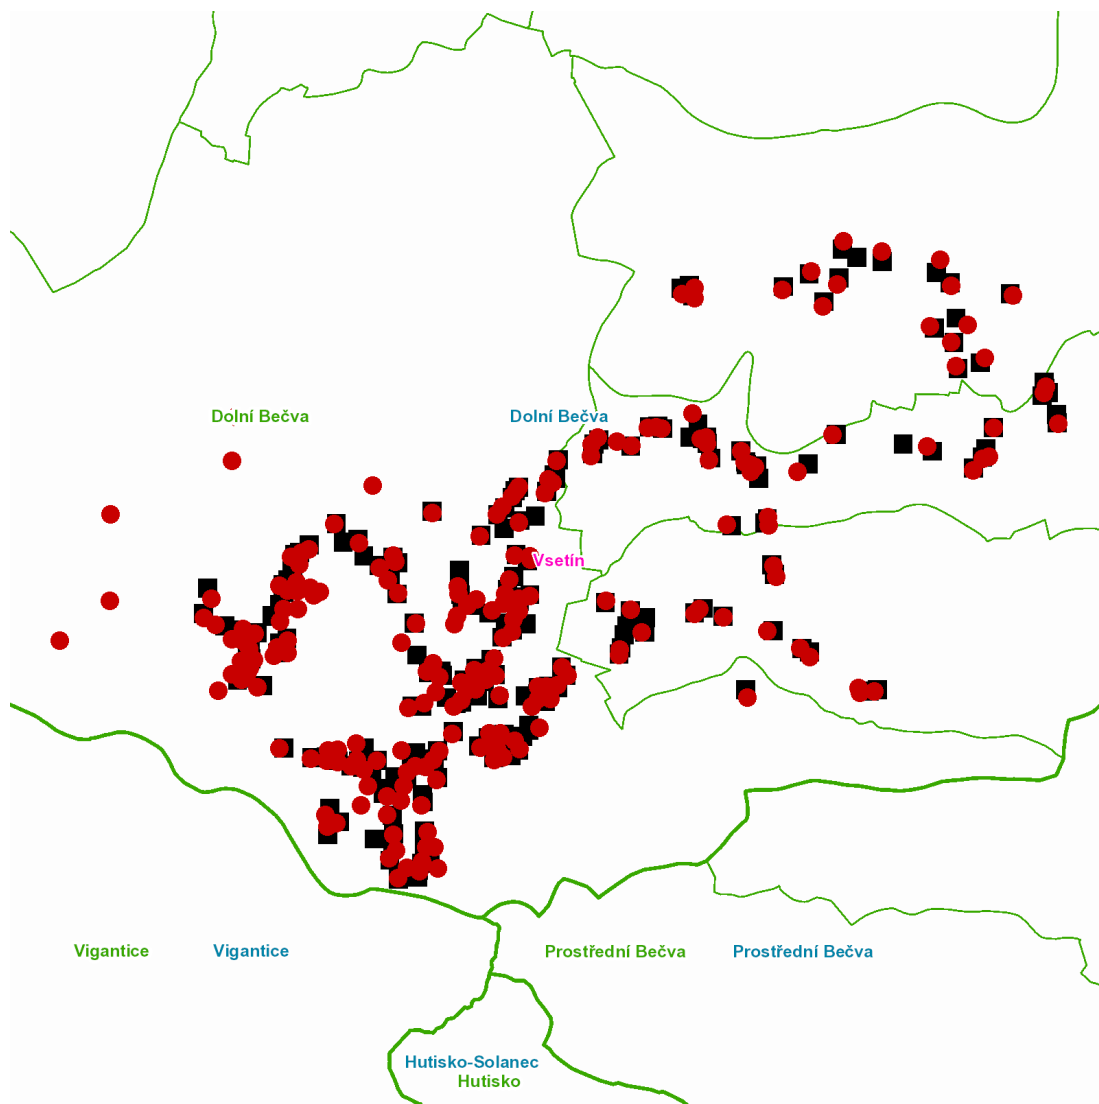 Dolní Bečva
Dolní Bečva
Vsetín
Vigantice
Vigantice
Prostřední Bečva
Prostřední Bečva
Hutisko-Solanec
Hutisko